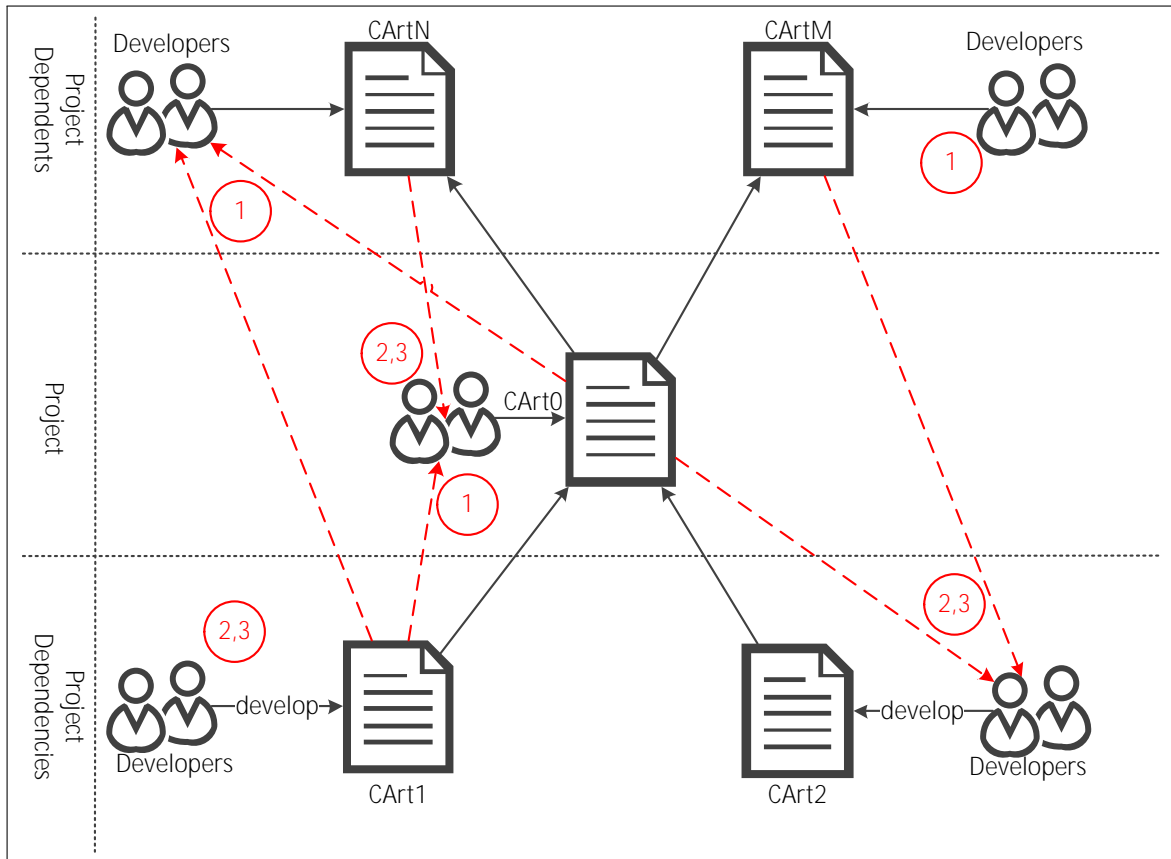 Project
Dependents
Developers
CArtN
CArtM
Developers
1
1
Project
2,3
CArt0
1
Project
Dependencies
2,3
develop
Developers
CArt1
CArt2
2,3
develop
Developers